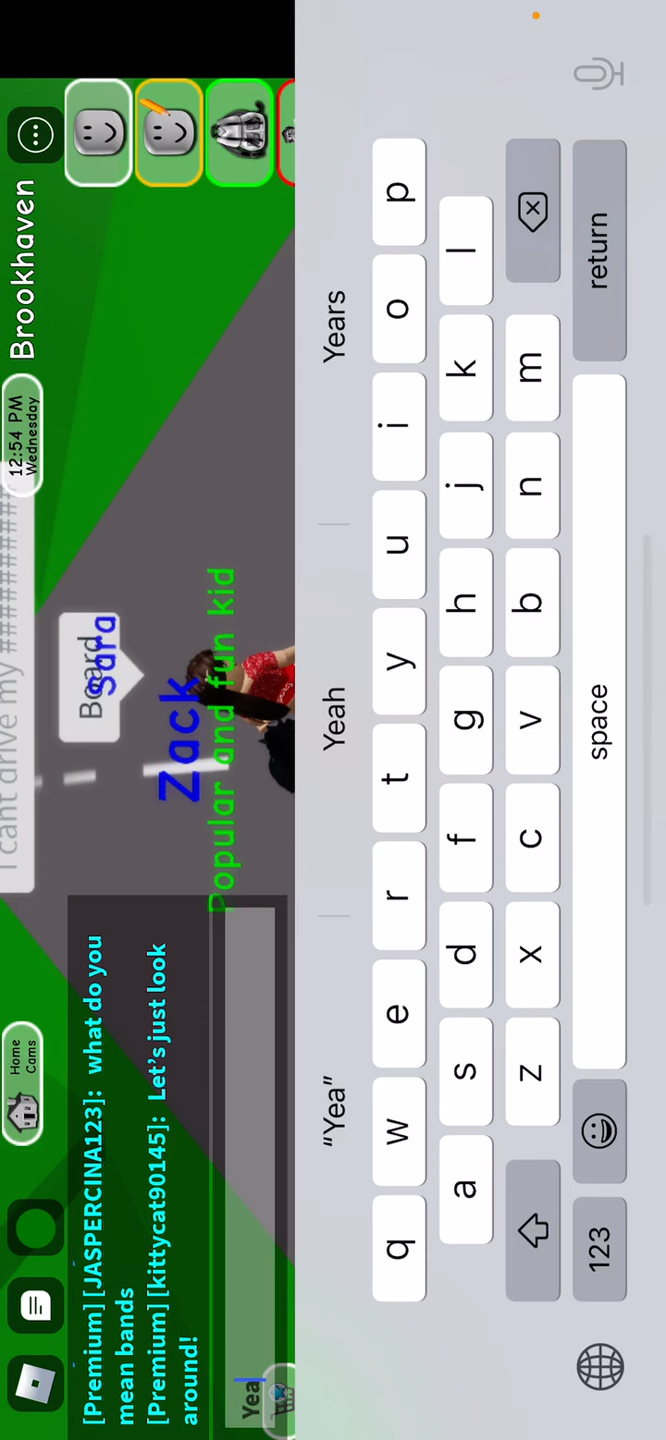 Brookhaven
12:54 PM
Wednesday
Home
Cams
I cant drive my ##########
Board
Sara
Zack
Popular and fun kid
[Premium] [JASPERCINA123]: what do you
mean bands
[Premium] [kittycat90145]: Let's just look
around!
Yea
“Yea”
Yeah
Years
q w e r t y u i o p
a s d f g h j k l
z x c v b n m
123
space
return